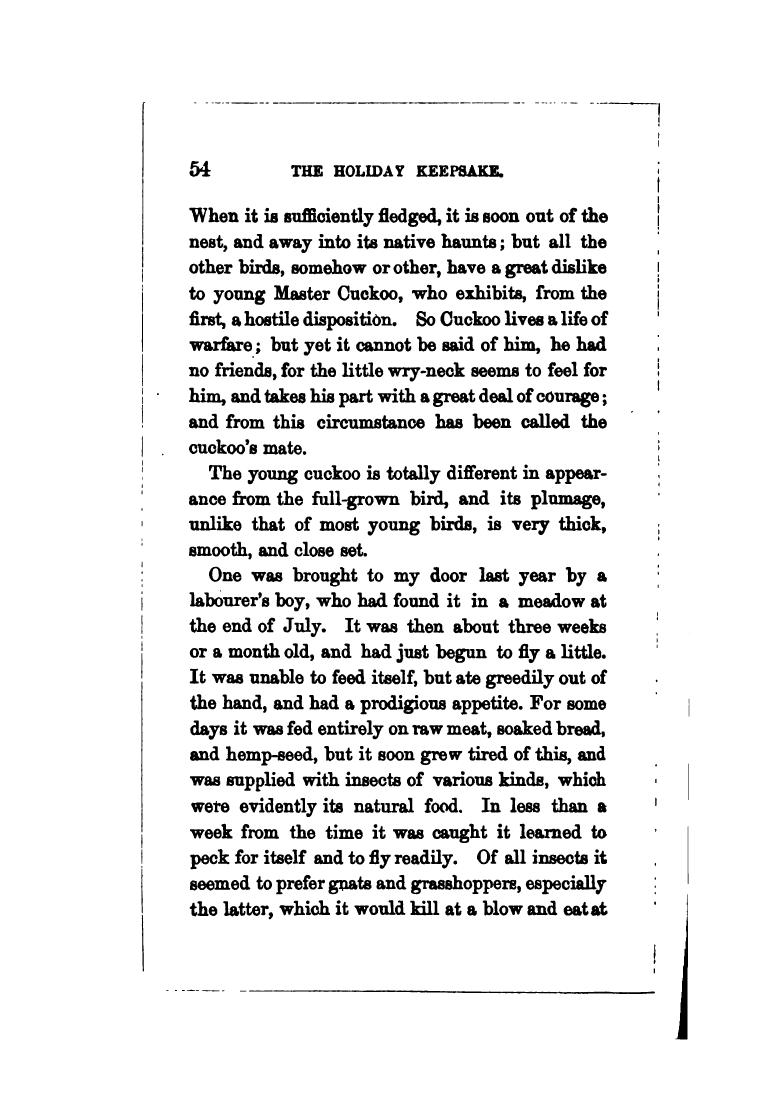 54 THE HOLIDAY KEEPSAKE.
When it is sufficiently fledged, it is soon out of the
nest, and away into its native haunts; but all the
other birds, somehow or other, have a great dislike
to young Master Cuckoo, who exhibits, from the
first, a hostile disposition. So Cuckoo lives a life of
warfare; but yet it cannot be said of him, he had
no friends, for the little wry-neck seems to feel for
him, and takes his part with a great deal of courage;
and from this circumstance has been called the
cuckoo's mate.
The young cuckoo is totally different in appear-
ance from the full-grown bird, and its plumage,
unlike that of most young birds, is very thick,
smooth, and close set.
One was brought to my door last year by a
labourer's boy, who had found it in a meadow at
the end of July. It was then about three weeks
or a month old, and had just begun to fly a little.
It was unable to feed itself, but ate greedily out of
the hand, and had a prodigious appetite. For some
days it was fed entirely on raw meat, soaked bread,
and hemp-seed, but it soon grew tired of this, and
was supplied with insects of various kinds, which
were evidently its natural food. In less than a
week from the time it was caught it learned to
peck for itself and to fly readily. Of all insects it
seemed to prefer gnats and grasshoppers, especially
the latter, which it would kill at a blow and eat at